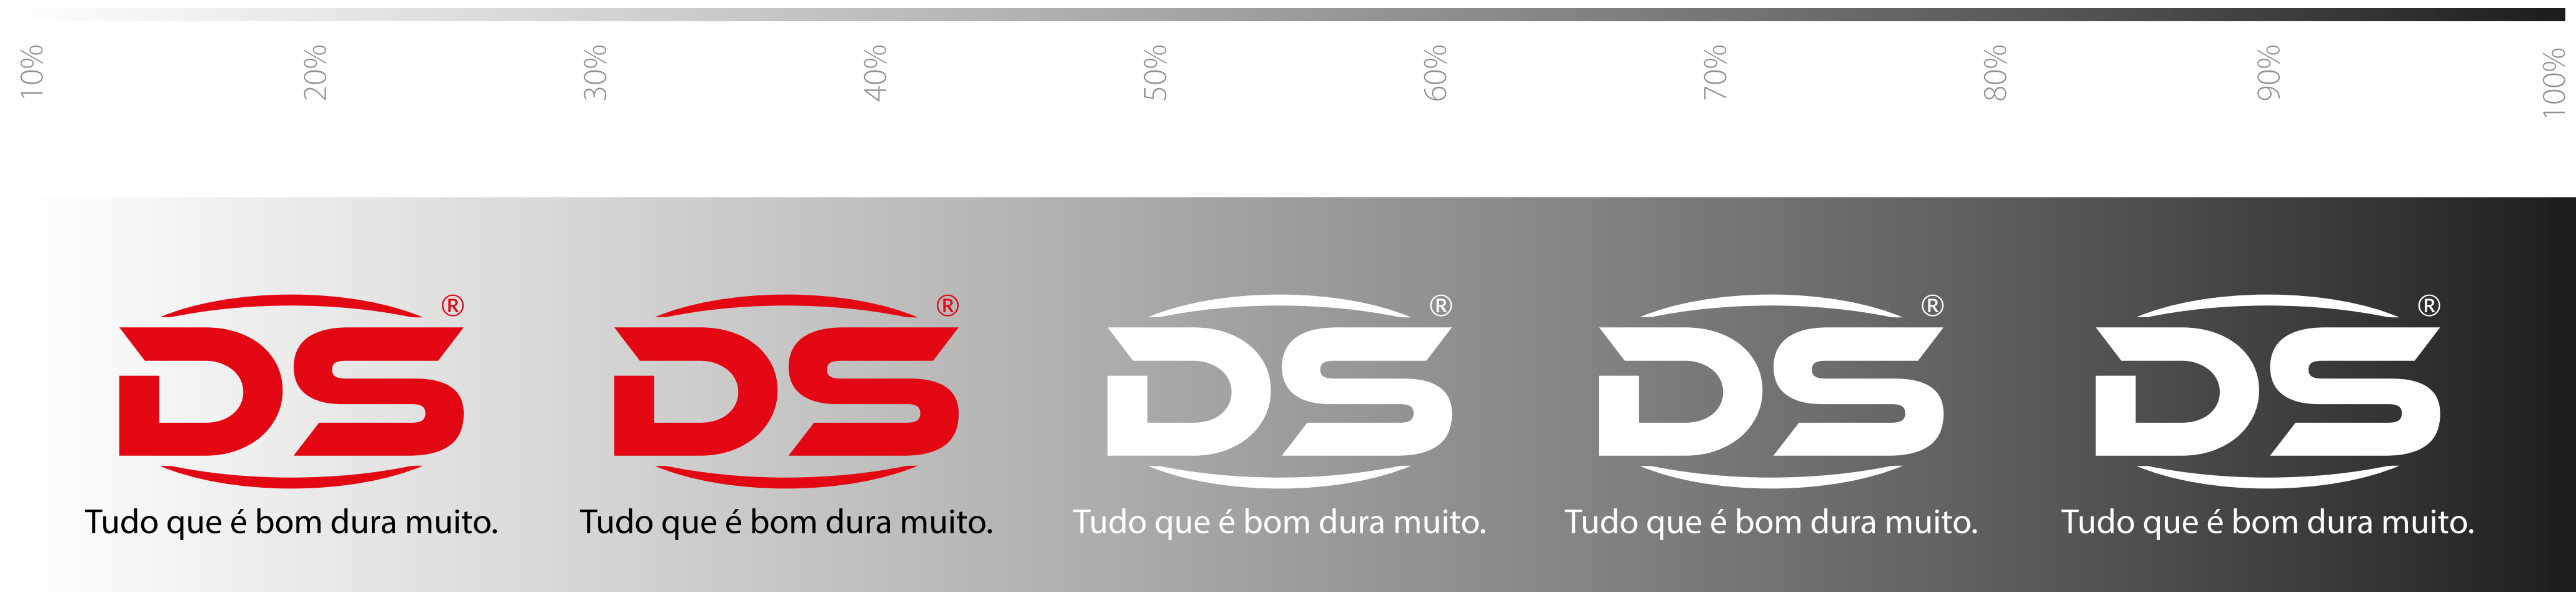 10% 20% 30% 40% 50% 60% 70% 80% 90% 100%
DS® DS® DS® DS® DS®
Tudo que é bom dura muito. Tudo que é bom dura muito. Tudo que é bom dura muito. Tudo que é bom dura muito. Tudo que é bom dura muito.